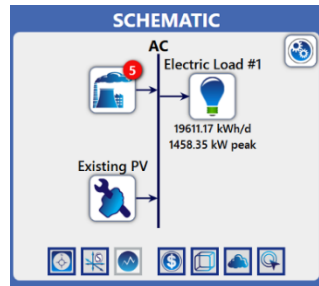 SCHEMATIC
AC
5
Electric Load #1
19611.17 kWh/d
1458.35 kW peak
Existing PV